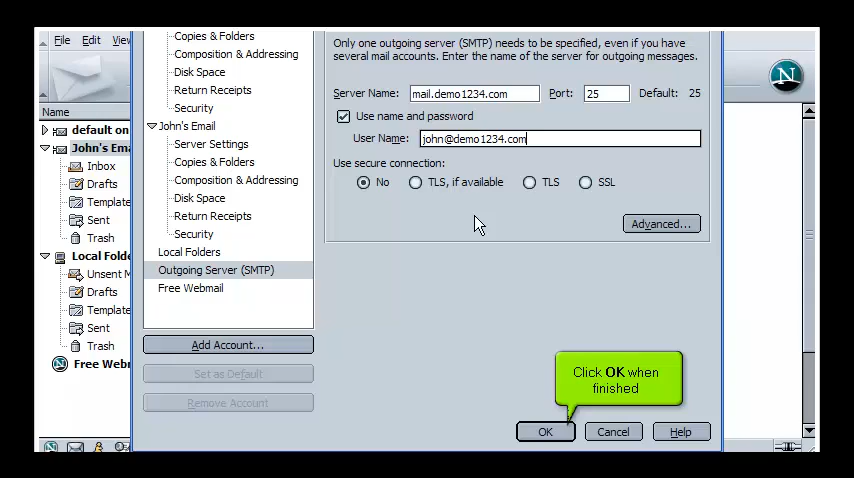 File Edit View
Name
default on
John's Ema
Inbox
Drafts
Template
Sent
Trash
Local Folde
Unsent M
Drafts
Template
Sent
Trash
Free Webm
Copies & Folders
Composition & Addressing
Disk Space
Return Receipts
Security
John's Email
Server Settings
Copies & Folders
Composition & Addressing
Disk Space
Return Receipts
Security
Local Folders
Outgoing Server (SMTP)
Free Webmail
Add Account...
Set as Default
Remove Account
Only one outgoing server (SMTP) needs to be specified, even if you have
several mail accounts. Enter the name of the server for outgoing messages.
Server Name: mail.demo1234.com Port: 25 Default: 25
Use name and password
User Name: john@demo1234.com
Use secure connection:
No TLS, if available TLS SSL
Advanced...
Click OK when
finished
OK Cancel Help
N